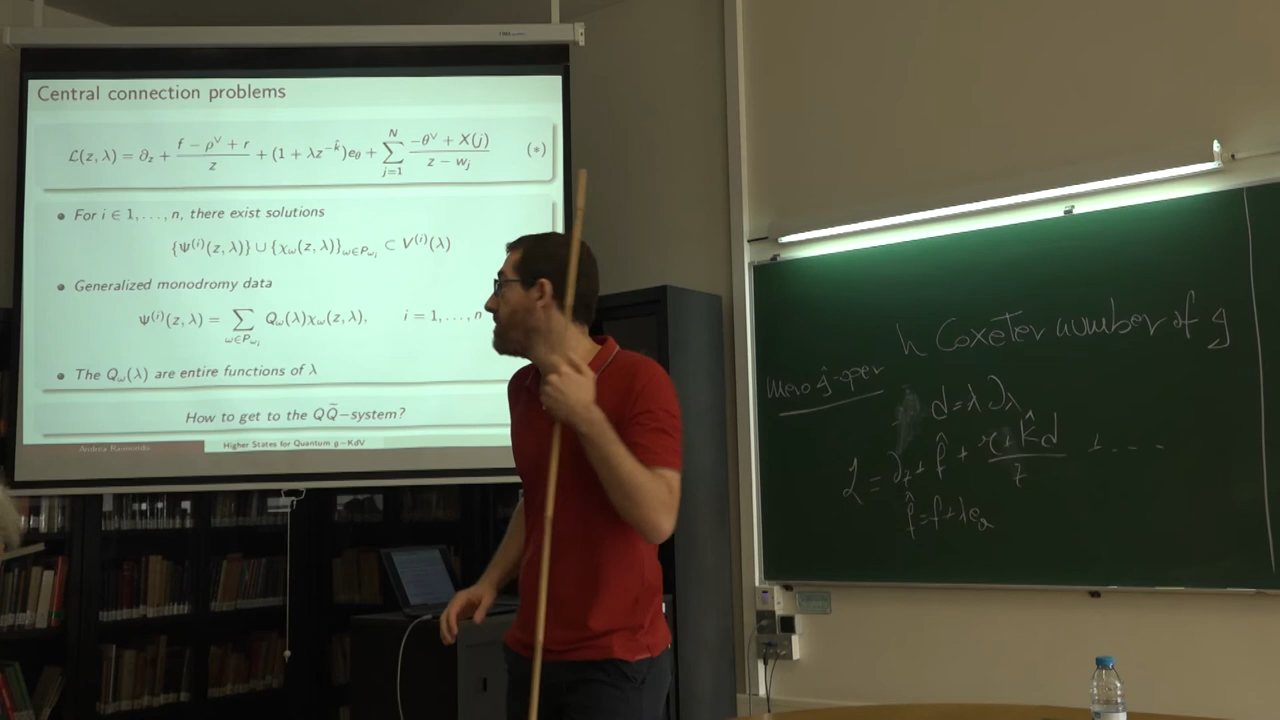 Central connection problems
ℒ(z, λ) = ∂_z + (f − ρ^∨ + r)/z + (1 + λz^{−k̂})e_θ + ∑_{j=1}^{N} (−θ^∨ + X(j))/(z − w_j) (*)
• For i ∈ 1, . . . , n, there exist solutions
{Ψ^{(i)}(z, λ)} ∪ {χ_ω(z, λ)}_{ω∈P_{ω_i}} ⊂ V^{(i)}(λ)
• Generalized monodromy data
Ψ^{(i)}(z, λ) = ∑_{ω∈P_{ω_i}} Q_ω(λ)χ_ω(z, λ), i = 1, . . . , n
• The Q_ω(λ) are entire functions of λ
How to get to the QQ̃−system?
Andrea Raimondo Higher States for Quantum g−KdV
h Coxeter number of g
Mero ĝ-oper
d = λ∂_λ
ℒ = ∂_z + f̂ + (r + k̂d)/z + . . .
f̂ = f + λe_θ